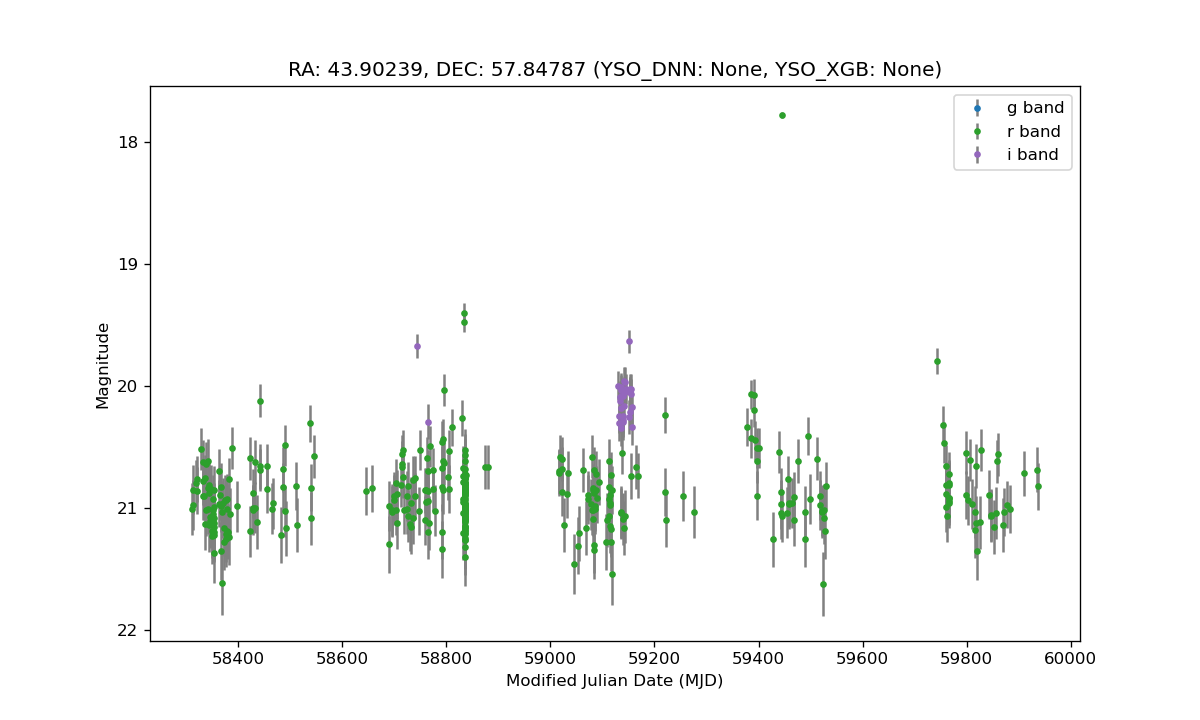 RA: 43.90239, DEC: 57.84787 (YSO_DNN: None, YSO_XGB: None)
g band
r band
i band
18
19
20
21
22
Magnitude
58400 58600 58800 59000 59200 59400 59600 59800 60000
Modified Julian Date (MJD)